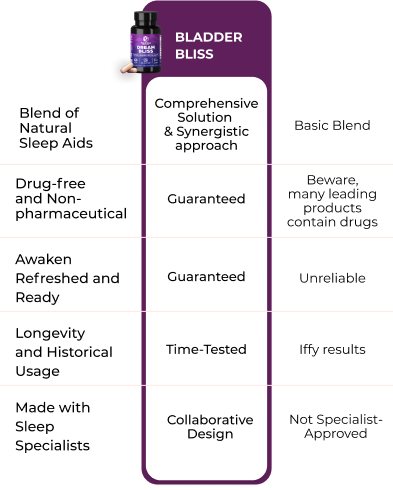 DREAM
BLISS
BLADDER
BLISS
Blend of
Natural
Sleep Aids
Comprehensive
Solution
& Synergistic
approach
Basic Blend
Drug-free
and Non-
pharmaceutical
Guaranteed
Beware,
many leading
products
contain drugs
Awaken
Refreshed and
Ready
Guaranteed
Unreliable
Longevity
and Historical
Usage
Time-Tested
Iffy results
Made with
Sleep
Specialists
Collaborative
Design
Not Specialist-
Approved